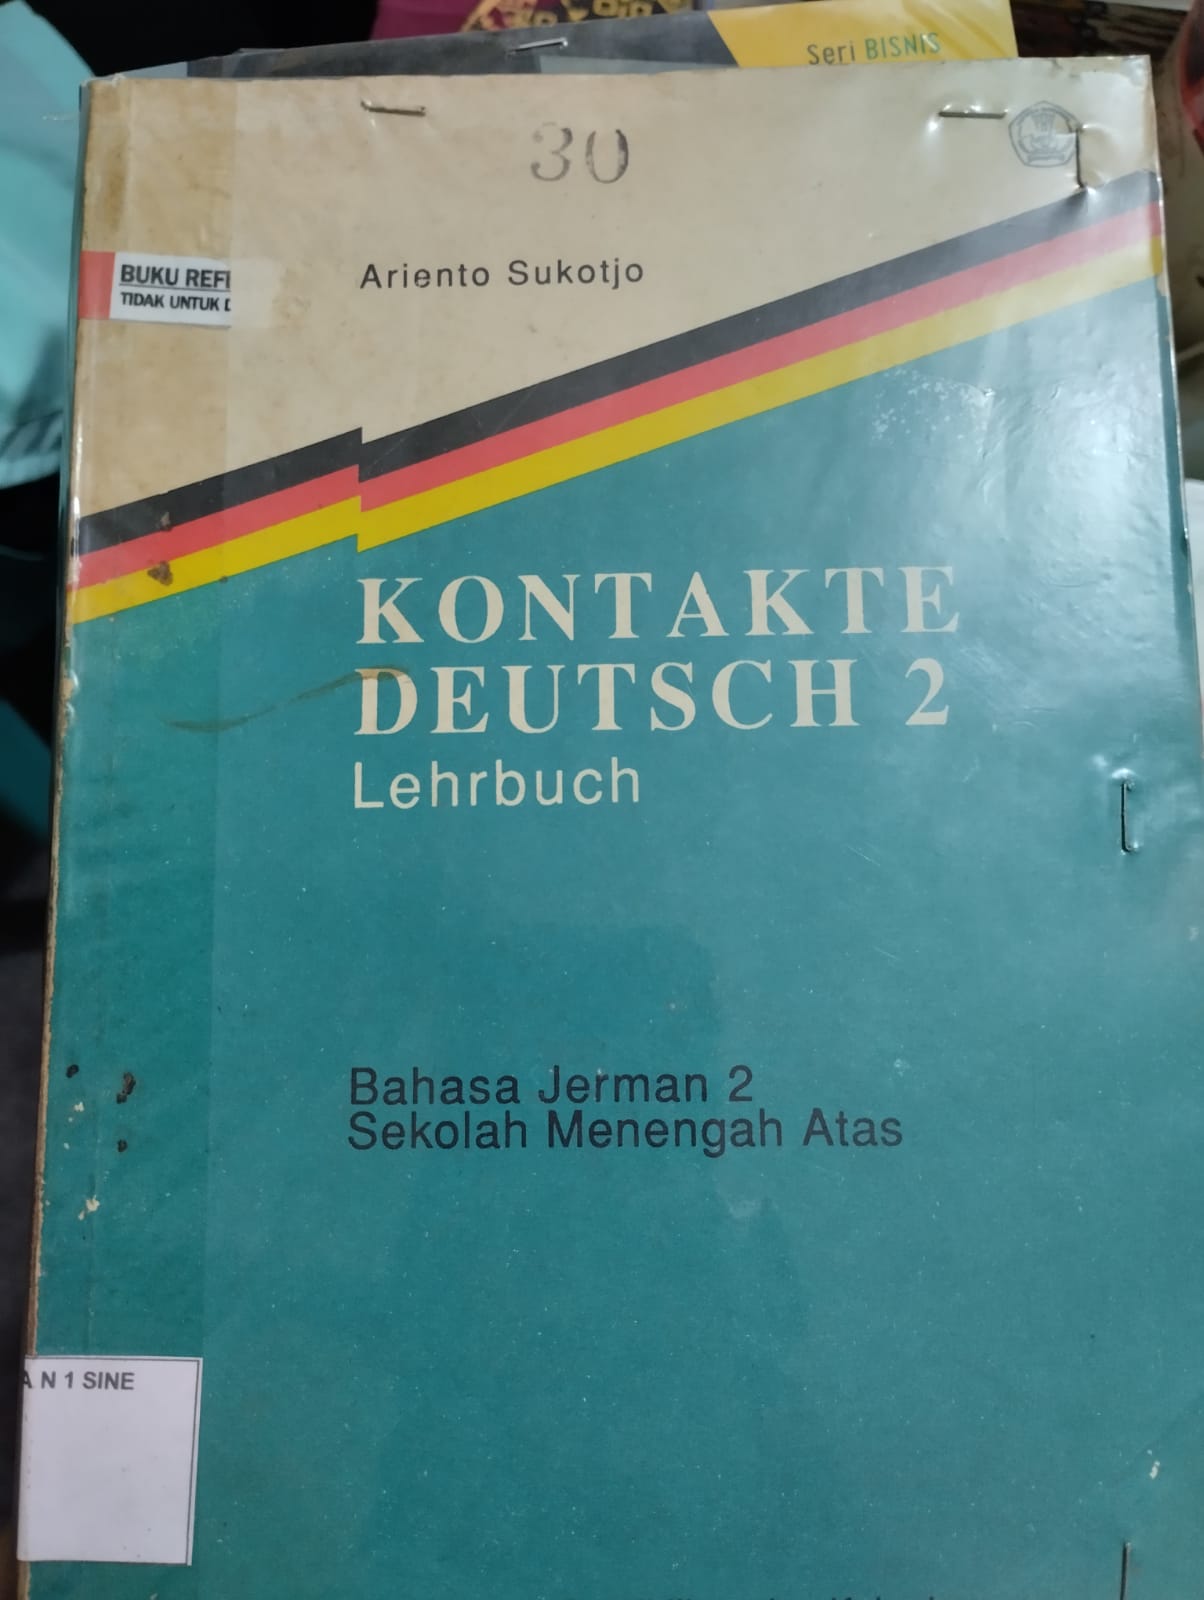 Seri BISNIS
30
Ariento Sukotjo
BUKU REFE
TIDAK UNTUK D
KONTAKTE
DEUTSCH 2
Lehrbuch
Bahasa Jerman 2
Sekolah Menengah Atas
A N 1 SINE